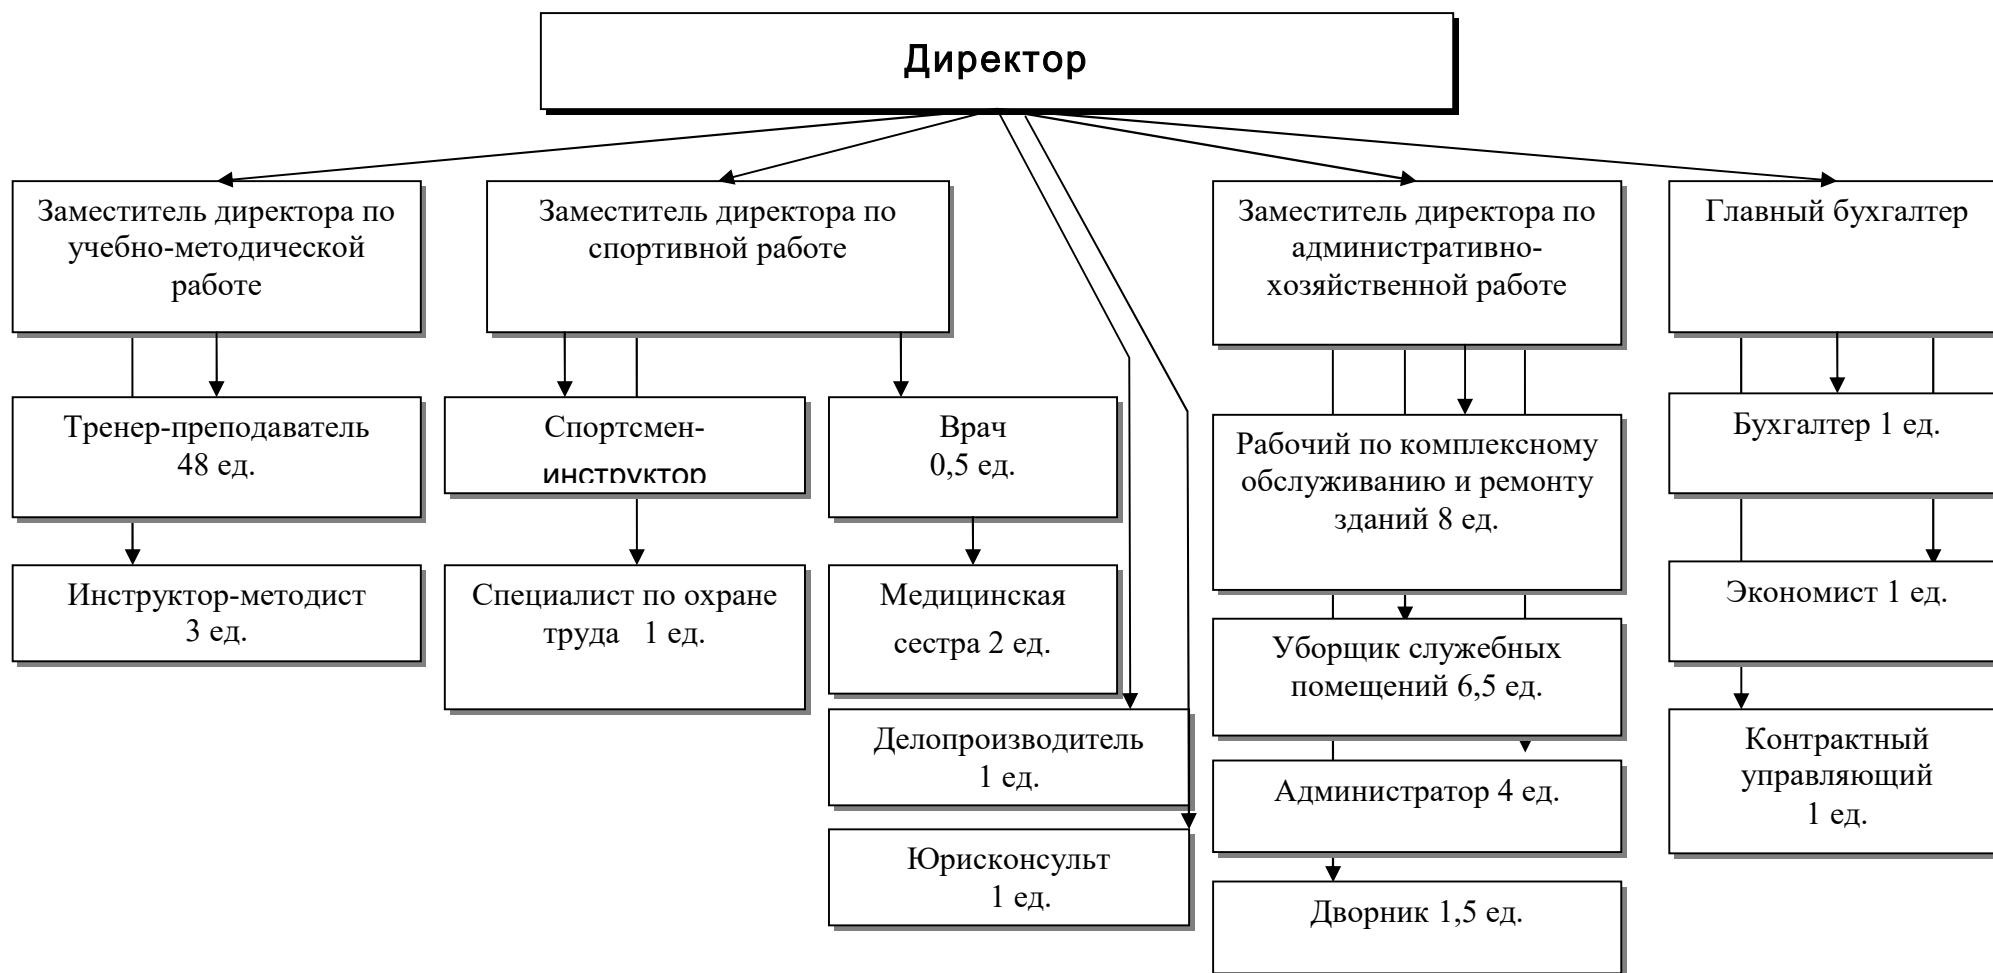 Директор
Заместитель директора по
учебно-методической
работе
Заместитель директора по
спортивной работе
Заместитель директора по
административно-
хозяйственной работе
Главный бухгалтер
Тренер-преподаватель
48 ед.
Спортсмен-
инструктор
Врач
0,5 ед.
Рабочий по комплексному
обслуживанию и ремонту
зданий 8 ед.
Бухгалтер 1 ед.
Инструктор-методист
3 ед.
Специалист по охране
труда 1 ед.
Медицинская
сестра 2 ед.
Уборщик служебных
помещений 6,5 ед.
Экономист 1 ед.
Делопроизводитель
1 ед.
Администратор 4 ед.
Контрактный
управляющий
1 ед.
Юрисконсульт
1 ед.
Дворник 1,5 ед.